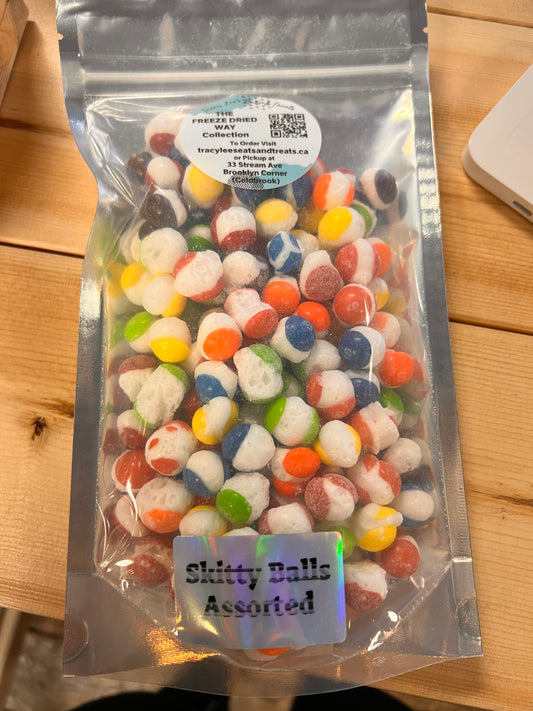 THE
FREEZE DRIED
WAY
Collection
To Order Visit
tracyleeseatsandtreats.ca
or Pickup at
33 Stream Ave
Brooklyn Corner
(Coldbrook)
Skitty Balls
Assorted